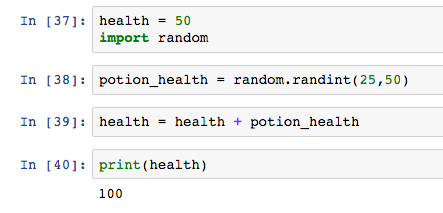 In [37]: health = 50
import random
In [38]: potion_health = random.randint(25,50)
In [39]: health = health + potion_health
In [40]: print(health)
100